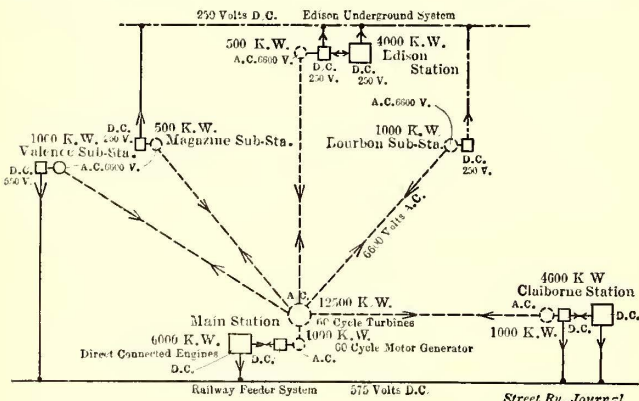 250 Volts D.C. Edison Underground System
500 K.W.
A.C. 6600 V.
D.C.
250 V.
4000 K.W.
Edison
Station
D.C.
250 V.
A.C. 6600 V.
1000 K.W.
Bourbon Sub-Sta.
D.C.
250 V.
D.C.
250 V.
500 K.W.
Magazine Sub-Sta.
1000 K.W.
Valence Sub-Sta.
A.C. 6600 V.
D.C.
550 V.
6600 Volts A.C.
A.C.
12500 K.W.
60 Cycle Turbines
Main Station
6000 K.W.
Direct Connected Engines
D.C.
D.C.
1000 K.W.
60 Cycle Motor Generator
A.C.
4600 K W
Claiborne Station
A.C.
1000 K.W.
D.C.
D.C.
Railway Feeder System 575 Volts D.C.
Street Ry. Journal